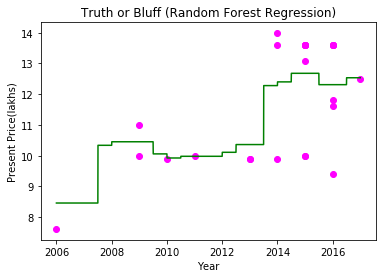 Truth or Bluff (Random Forest Regression)
Present Price(lakhs)
14
13
12
11
10
9
8
2006 2008 2010 2012 2014 2016
Year